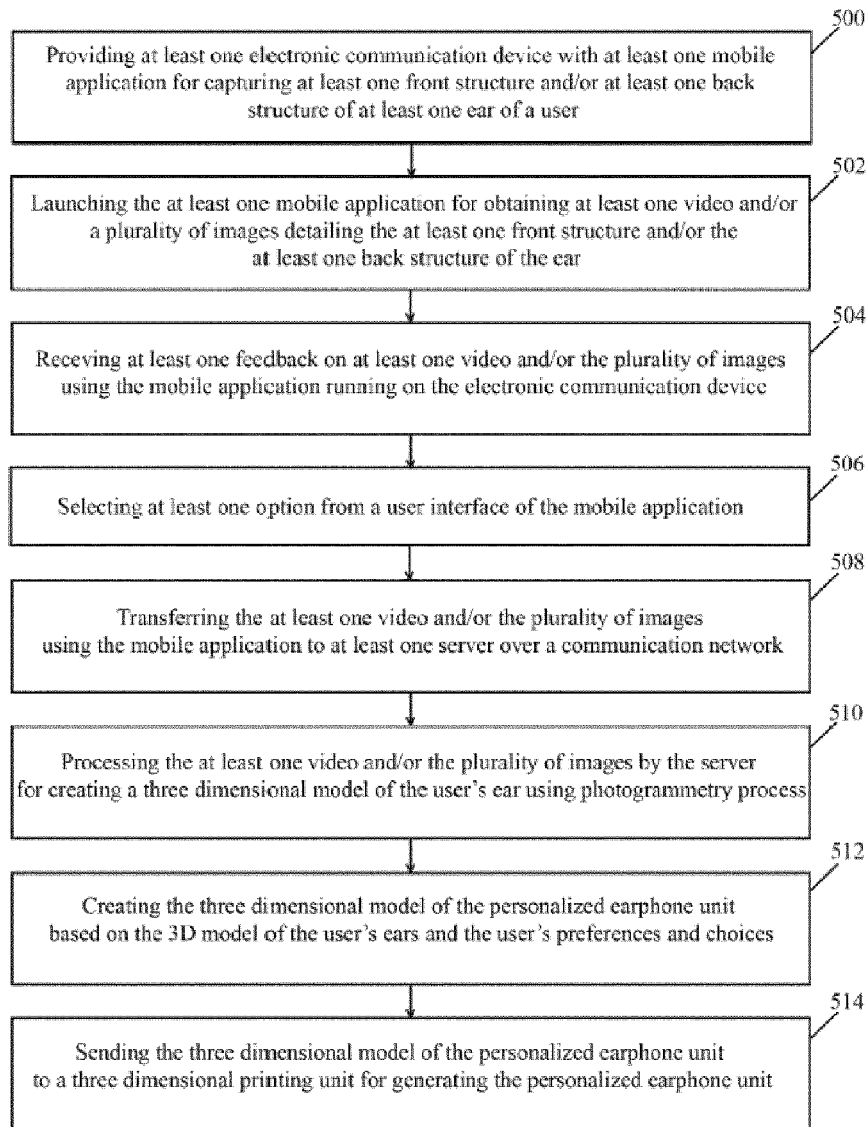 500
Providing at least one electronic communication device with at least one mobile
application for capturing at least one front structure and/or at least one back
structure of at least one ear of a user
502
Launching the at least one mobile application for obtaining at least one video and/or
a plurality of images detailing the at least one front structure and/or the
at least one back structure of the ear
504
Receving at least one feedback on at least one video and/or the plurality of images
using the mobile application running on the electronic communication device
506
Selecting at least one option from a user interface of the mobile application
508
Transferring the at least one video and/or the plurality of images
using the mobile application to at least one server over a communication network
510
Processing the at least one video and/or the plurality of images by the server
for creating a three dimensional model of the user's ear using photogrammetry process
512
Creating the three dimensional model of the personalized earphone unit
based on the 3D model of the user's ears and the user's preferences and choices
514
Sending the three dimensional model of the personalized earphone unit
to a three dimensional printing unit for generating the personalized earphone unit